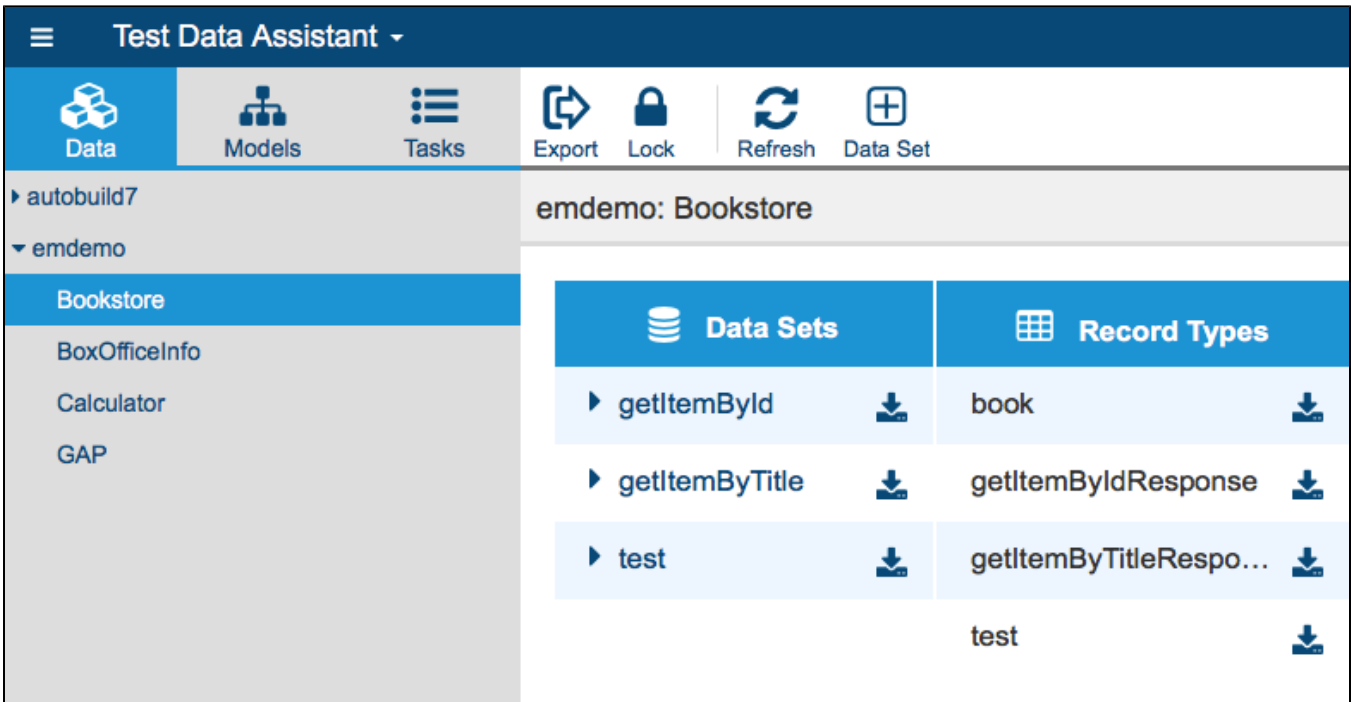 Test Data Assistant
Data Models Tasks Export Lock Refresh Data Set
autobuild7
emdemo
Bookstore
BoxOfficeInfo
Calculator
GAP
emdemo: Bookstore
Data Sets Record Types
getItemById book
getItemByTitle getItemByIdResponse
test getItemByTitleRespo...
test